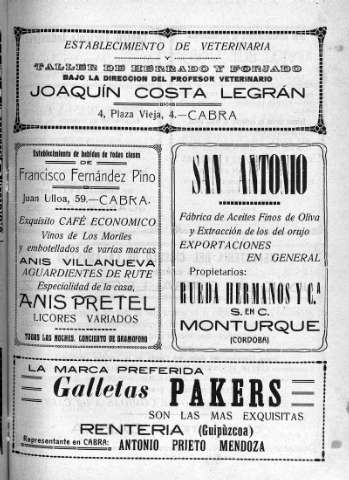 ESTABLECIMIENTO DE VETERINARIA
Y
TALLER DE HERRADO Y FORJADO
BAJO LA DIRECCION DEL PROFESOR VETERINARIO
JOAQUÍN COSTA LEGRÁN
4, Plaza Vieja, 4.—CABRA
Establecimiento de bebidas de todas clases
DE
Francisco Fernández Pino
Juan Ulloa, 59.—CABRA.
Exquisito CAFÉ ECONOMICO
Vinos de Los Moriles
y embotellados de varias marcas
ANIS VILLANUEVA
AGUARDIENTES DE RUTE
Especialidad de la casa,
ANIS PRETEL
LICORES VARIADOS
TODAS LAS NOCHES, CONCIERTO DE GRAMOFONO
SAN ANTONIO
Fábrica de Aceites Finos de Oliva
y Extracción de los del orujo
EXPORTACIONES
EN GENERAL
Propietarios:
RUEDA HERMANOS Y C.ª
S. EN C.
MONTURQUE
(CORDOBA)
LA MARCA PREFERIDA
Galletas PAKERS
SON LAS MAS EXQUISITAS
RENTERIA (Guipùzcoa)
Representante en CABRA: ANTONIO PRIETO MENDOZA